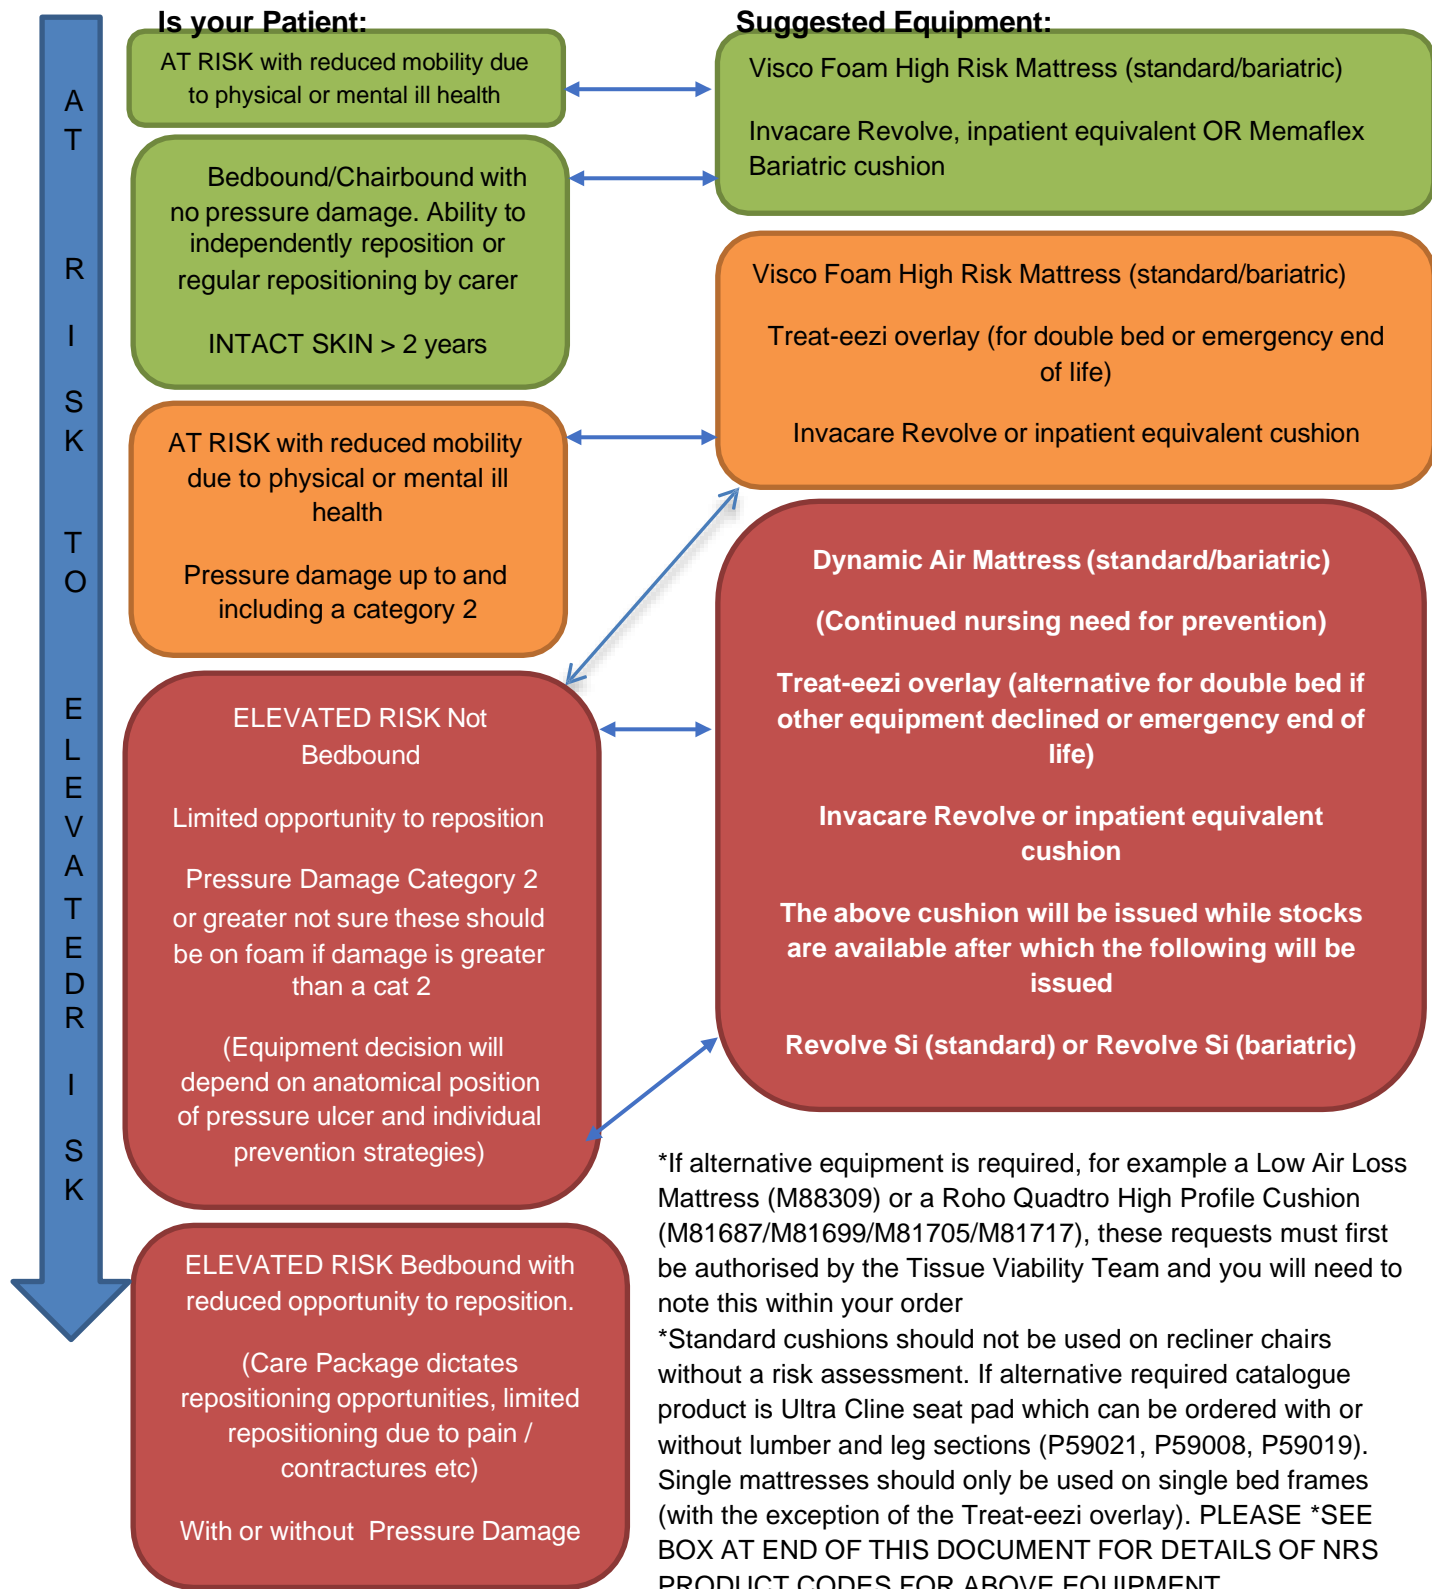 Is your Patient:
AT RISK with reduced mobility due
to physical or mental ill health
Bedbound/Chairbound with
no pressure damage. Ability to
independently reposition or
regular repositioning by carer
INTACT SKIN > 2 years
AT RISK with reduced mobility
due to physical or mental ill
health
Pressure damage up to and
including a category 2
ELEVATED RISK Not
Bedbound
Limited opportunity to reposition
Pressure Damage Category 2
or greater not sure these should
be on foam if damage is greater
than a cat 2
(Equipment decision will
depend on anatomical position
of pressure ulcer and individual
prevention strategies)
ELEVATED RISK Bedbound with
reduced opportunity to reposition.
(Care Package dictates
repositioning opportunities, limited
repositioning due to pain /
contractures etc)
With or without  Pressure Damage
Suggested Equipment:
Visco Foam High Risk Mattress (standard/bariatric)
Invacare Revolve, inpatient equivalent OR Memaflex
Bariatric cushion
Visco Foam High Risk Mattress (standard/bariatric)
Treat-eezi overlay (for double bed or emergency end
of life)
Invacare Revolve or inpatient equivalent cushion
Dynamic Air Mattress (standard/bariatric)
(Continued nursing need for prevention)
Treat-eezi overlay (alternative for double bed if
other equipment declined or emergency end of
life)
Invacare Revolve or inpatient equivalent
cushion
The above cushion will be issued while stocks
are available after which the following will be
issued
Revolve Si (standard) or Revolve Si (bariatric)
*If alternative equipment is required, for example a Low Air Loss
Mattress (M88309) or a Roho Quadtro High Profile Cushion
(M81687/M81699/M81705/M81717), these requests must first
be authorised by the Tissue Viability Team and you will need to
note this within your order
*Standard cushions should not be used on recliner chairs
without a risk assessment. If alternative required catalogue
product is Ultra Cline seat pad which can be ordered with or
without lumber and leg sections (P59021, P59008, P59019).
Single mattresses should only be used on single bed frames
(with the exception of the Treat-eezi overlay). PLEASE *SEE
BOX AT END OF THIS DOCUMENT FOR DETAILS OF NRS
PRODUCT CODES FOR ABOVE EQUIPMENT
A
T
R
I
S
K
T
O
E
L
E
V
A
T
E
D
R
I
S
K